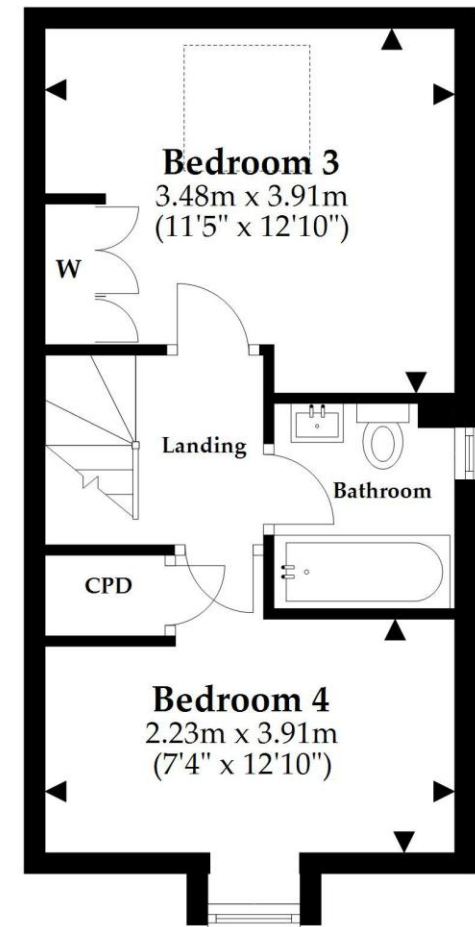 Bedroom 3
3.48m x 3.91m
(11'5" x 12'10")
W
Landing
Bathroom
CPD
Bedroom 4
2.23m x 3.91m
(7'4" x 12'10")